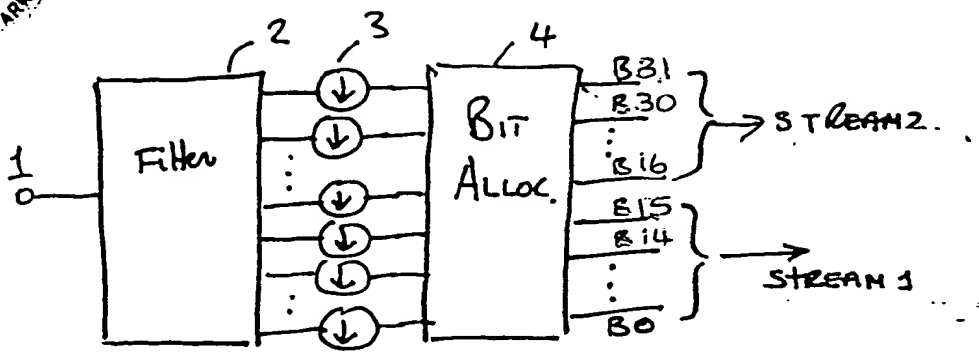 2 3 4
1
Filter
BIT
ALLOC.
B31
B30
B16
STREAM2.
B15
B14
B0
STREAM 1